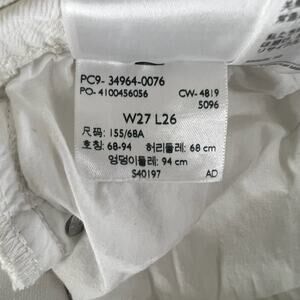 PC9- 34964-0076
PO- 4100456056 CW- 4819
5096
W27 L26
尺码: 155/68A
호칭: 68-94 허리둘레: 68 cm
엉덩이둘레: 94 cm
S40197 AD